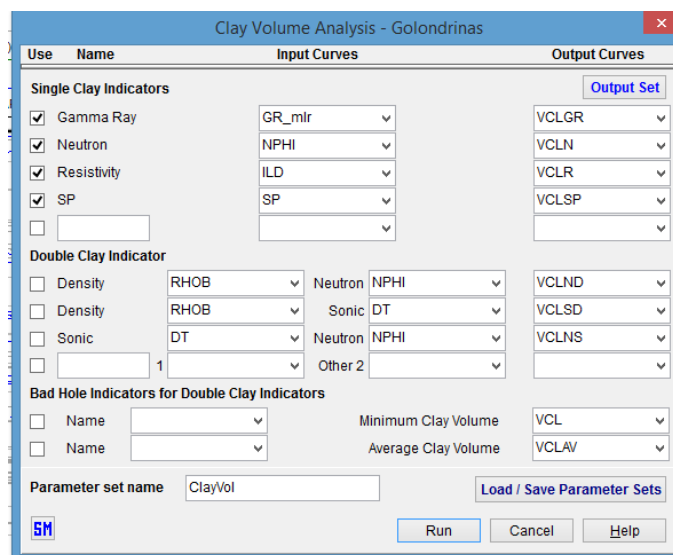 Clay Volume Analysis - Golondrinas
Use Name Input Curves Output Curves
Single Clay Indicators Output Set
Gamma Ray GR_mlr VCLGR
Neutron NPHI VCLN
Resistivity ILD VCLR
SP SP VCLSP
Double Clay Indicator
Density RHOB Neutron NPHI VCLND
Density RHOB Sonic DT VCLSD
Sonic DT Neutron NPHI VCLNS
1 Other 2
Bad Hole Indicators for Double Clay Indicators
Name Minimum Clay Volume VCL
Name Average Clay Volume VCLAV
Parameter set name ClayVol Load / Save Parameter Sets
SM Run Cancel Help